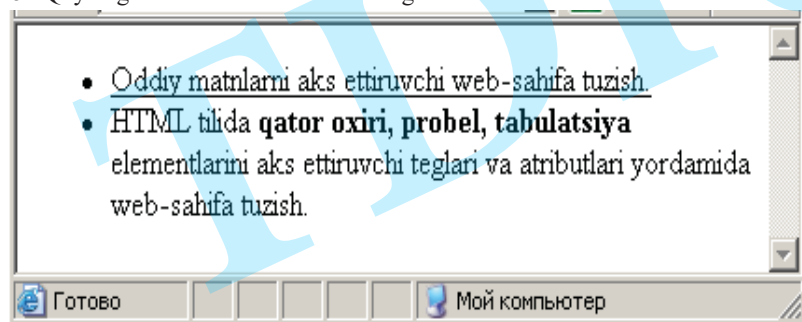 Oddiy matnlarni aks ettiruvchi web-sahifa tuzish.
HTML tilida qator oxiri, probel, tabulatsiya
elementlarini aks ettiruvchi teglari va atributlari yordamida
web-sahifa tuzish.
Готово Мой компьютер